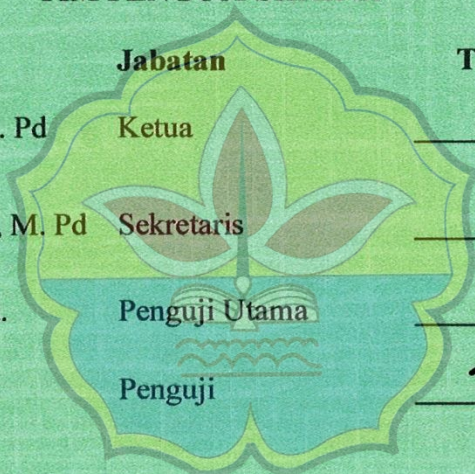 Jabatan T
. Pd Ketua
, M. Pd Sekretaris
. Penguji Utama
Penguji